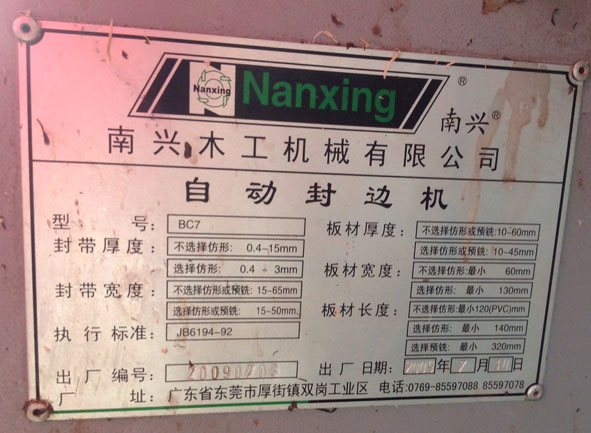 Nanxing
Nanxing® 南兴®
南兴木工机械有限公司
自动封边机
型 号: BC7
封带厚度: 不选择仿形: 0.4~15mm
选择仿形: 0.4 - 3mm
封带宽度: 不选择仿形或预铣: 15-65mm
选择仿形或预铣: 15~50mm
执行标准: JB6194-92
板材厚度: 不选择仿形或预铣:10-60mm
选择仿形或预铣: 10~45mm
板材宽度: 不选择仿形:最小 60mm
选择仿形: 最小 130mm
板材长度: 不选择仿形:最小120(PVC)mm
选择仿形: 最小 140mm
选择预铣: 最小 320mm
出厂编号:
出厂日期: 2009年 月 日
厂 址: 广东省东莞市厚街镇双岗工业区 电话:0769-85597088 85597078